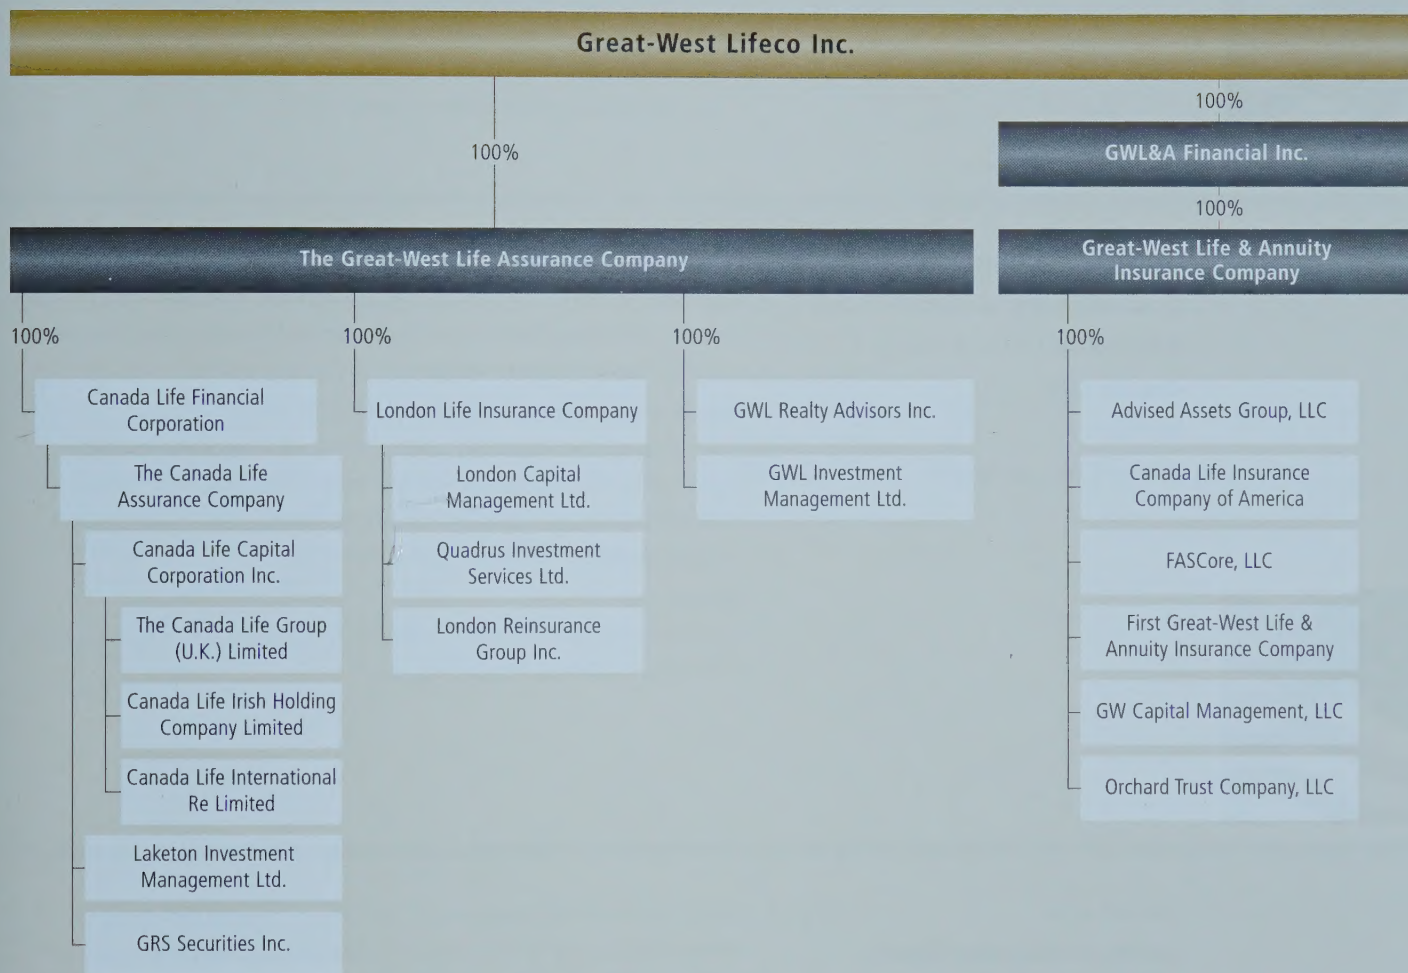 Great-West Lifeco Inc.
100%
100%
GWL&A Financial Inc.
100%
The Great-West Life Assurance Company
Great-West Life & Annuity
Insurance Company
100%
100%
100%
100%
Canada Life Financial
Corporation
The Canada Life
Assurance Company
Canada Life Capital
Corporation Inc.
The Canada Life Group
(U.K.) Limited
Canada Life Irish Holding
Company Limited
Canada Life International
Re Limited
Laketon Investment
Management Ltd.
GRS Securities Inc.
London Life Insurance Company
London Capital
Management Ltd.
Quadrus Investment
Services Ltd.
London Reinsurance
Group Inc.
GWL Realty Advisors Inc.
GWL Investment
Management Ltd.
Advised Assets Group, LLC
Canada Life Insurance
Company of America
FASCore, LLC
First Great-West Life &
Annuity Insurance Company
GW Capital Management, LLC
Orchard Trust Company, LLC